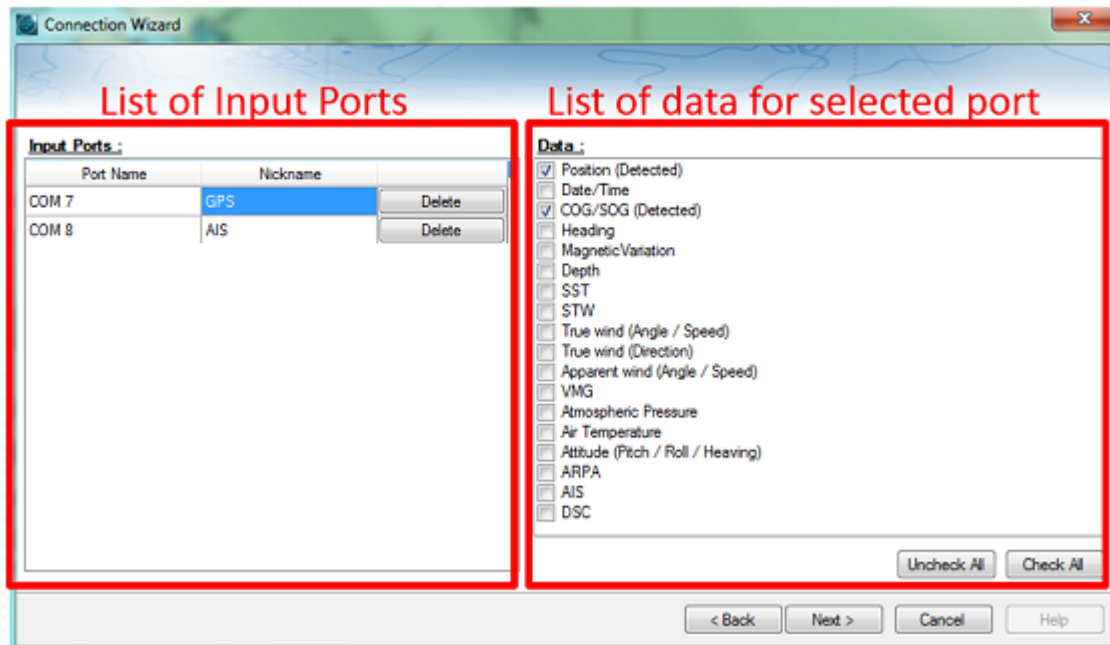 Connection Wizard
List of Input Ports
List of data for selected port
Input Ports :
Port Name Nickname
COM 7 GPS Delete
COM 8 AIS Delete
Data :
Position (Detected)
Date/Time
COG/SOG (Detected)
Heading
MagneticVariation
Depth
SST
STW
True wind (Angle / Speed)
True wind (Direction)
Apparent wind (Angle / Speed)
VMG
Atmospheric Pressure
Air Temperature
Attitude (Pitch / Roll / Heaving)
ARPA
AIS
DSC
Uncheck All Check All
< Back Next > Cancel Help